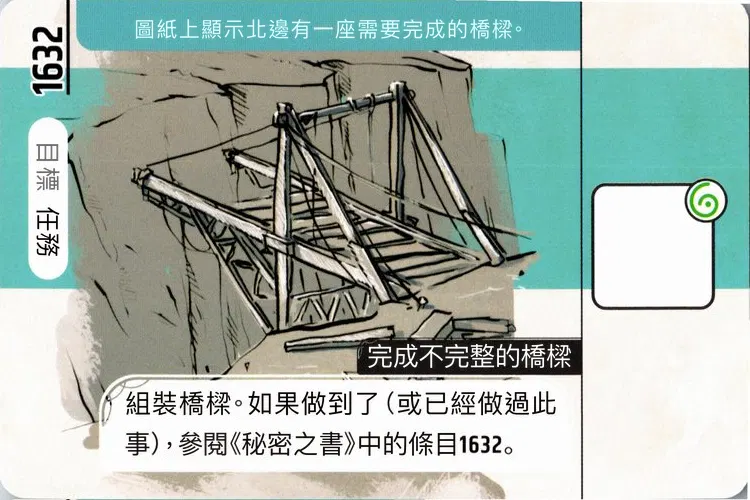 圖紙上顯示北邊有一座需要完成的橋樑。
1632
目標 任務
完成不完整的橋樑
組裝橋樑。如果做到了（或已經做過此
事），參閱《秘密之書》中的條目1632。